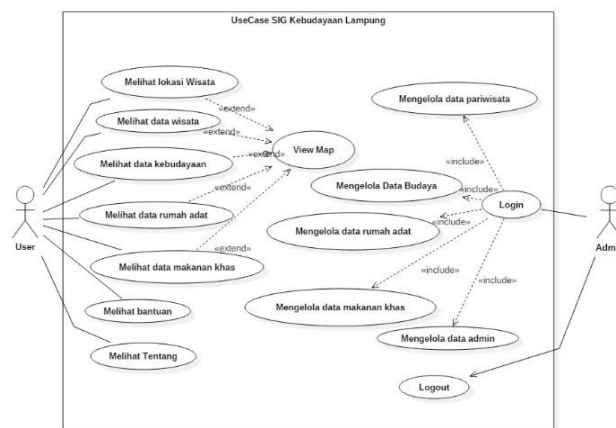 UseCase SIG Kebudayaan Lampung
Melihat lokasi Wisata
«extend»
Melihat data wisata
«extend»
Melihat data kebudayaan
«extend»
View Map
Melihat data rumah adat
«extend»
Melihat data makanan khas
«extend»
Melihat bantuan
Melihat Tentang
User
Mengelola data pariwisata
«include»
Mengelola Data Budaya
«include»
Login
Mengelola data rumah adat
«include»
Mengelola data makanan khas
«include»
Mengelola data admin
«include»
Logout
Adm